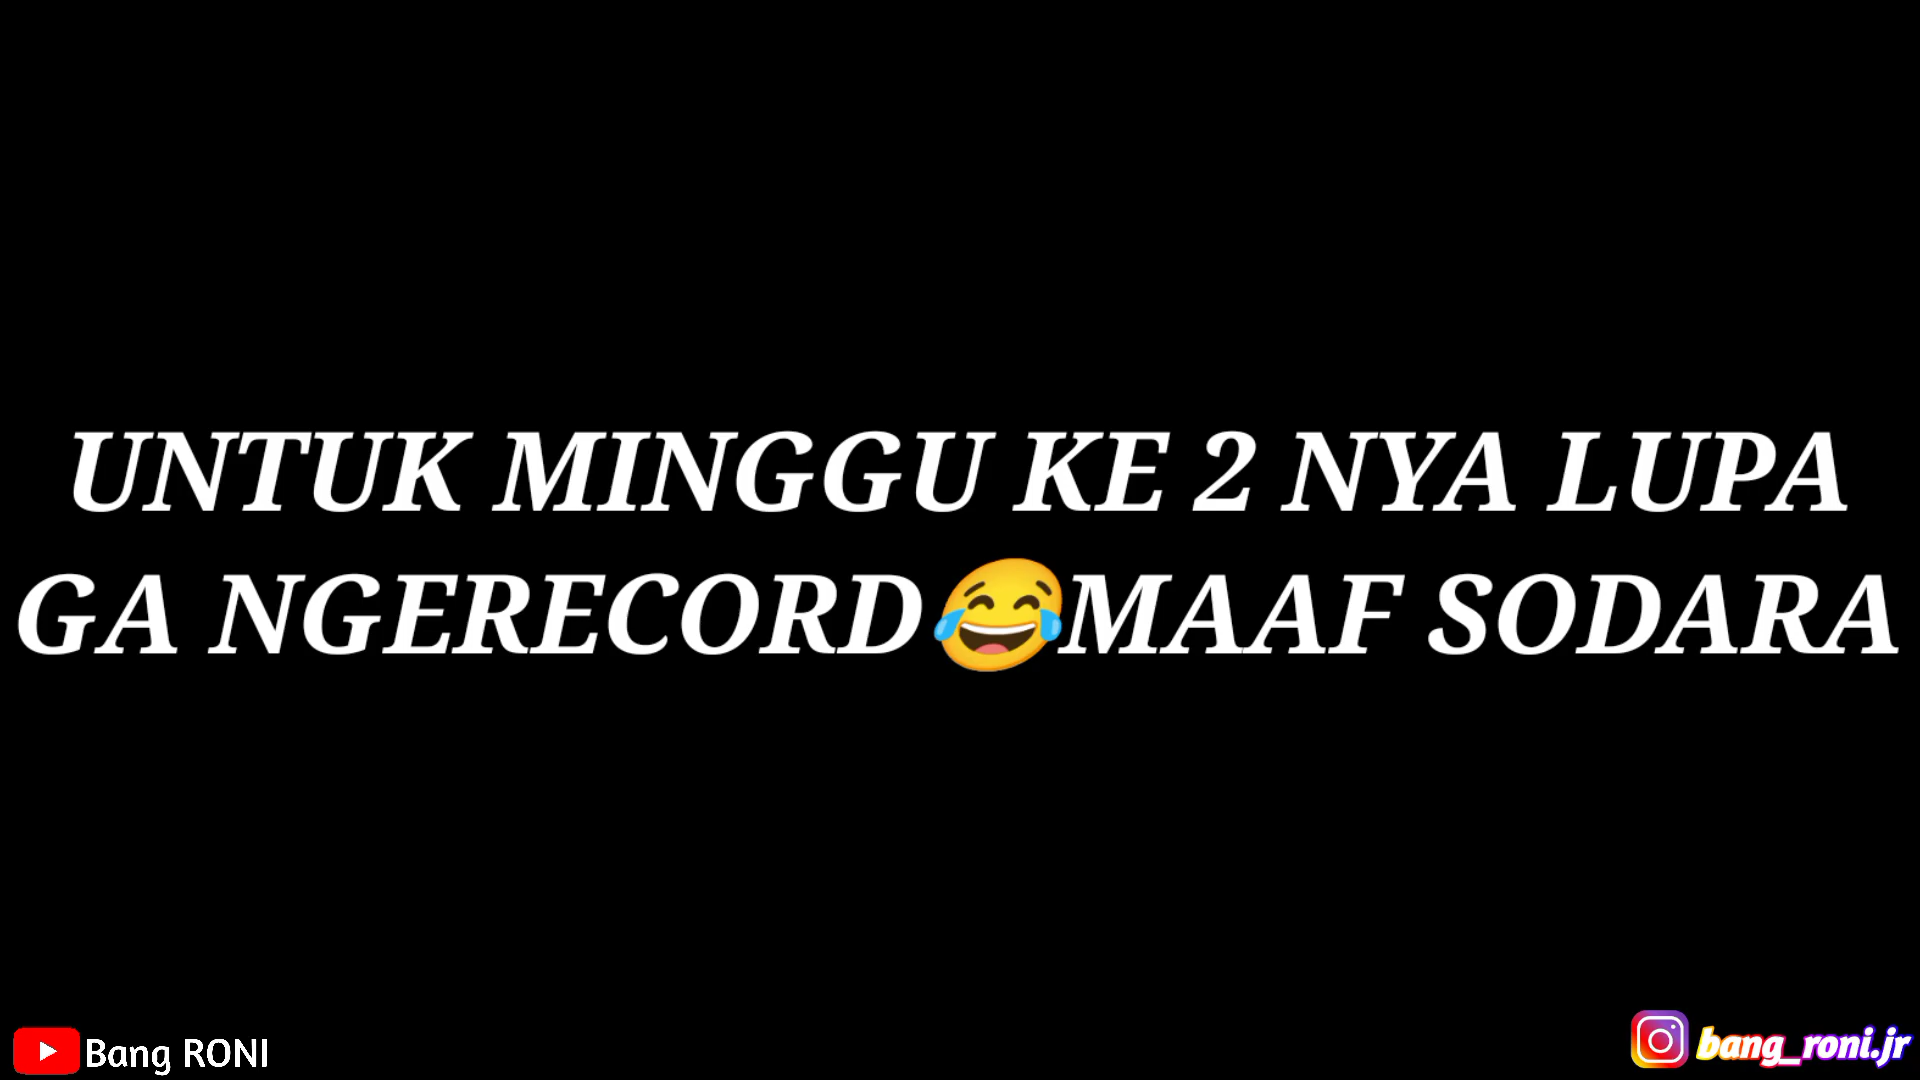 UNTUK MINGGU KE 2 NYA LUPA
GA NGERECORD😂MAAF SODARA
Bang RONI
bang_roni.jr